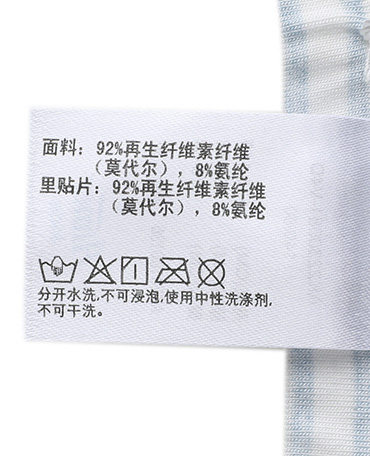 面料：92%再生纤维素纤维
（莫代尔），8%氨纶
里贴片：92%再生纤维素纤维
（莫代尔），8%氨纶
分开水洗,不可浸泡,使用中性洗涤剂,
不可干洗。